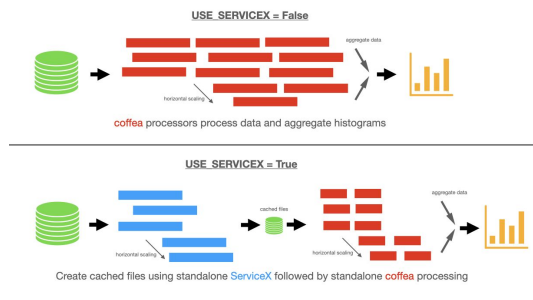 USE_SERVICEX = False
aggregate data
horizontal scaling
coffea processors process data and aggregate histograms
USE_SERVICEX = True
aggregate data
cached files
horizontal scaling
horizontal scaling
Create cached files using standalone ServiceX followed by standalone coffea processing